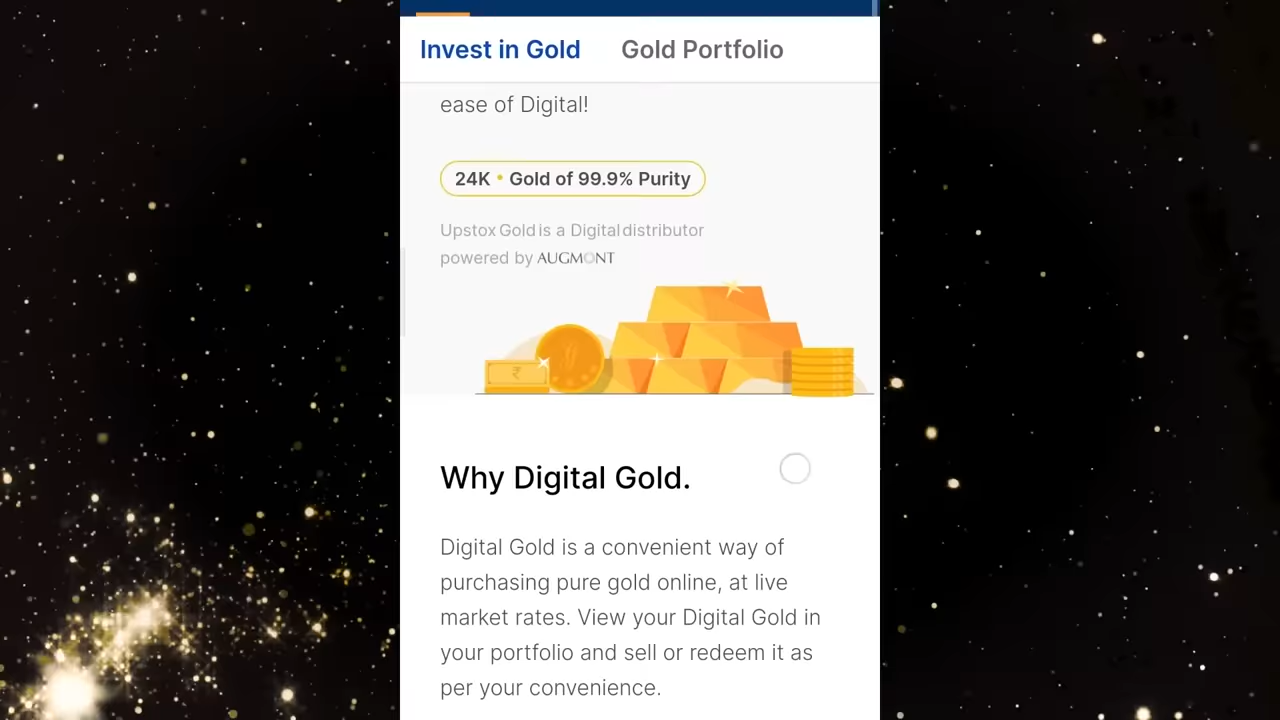 Invest in Gold
Gold Portfolio
ease of Digital!
24K • Gold of 99.9% Purity
Upstox Gold is a Digital distributor
powered by AUGMONT
₹
Why Digital Gold.
Digital Gold is a convenient way of
purchasing pure gold online, at live
market rates. View your Digital Gold in
your portfolio and sell or redeem it as
per your convenience.